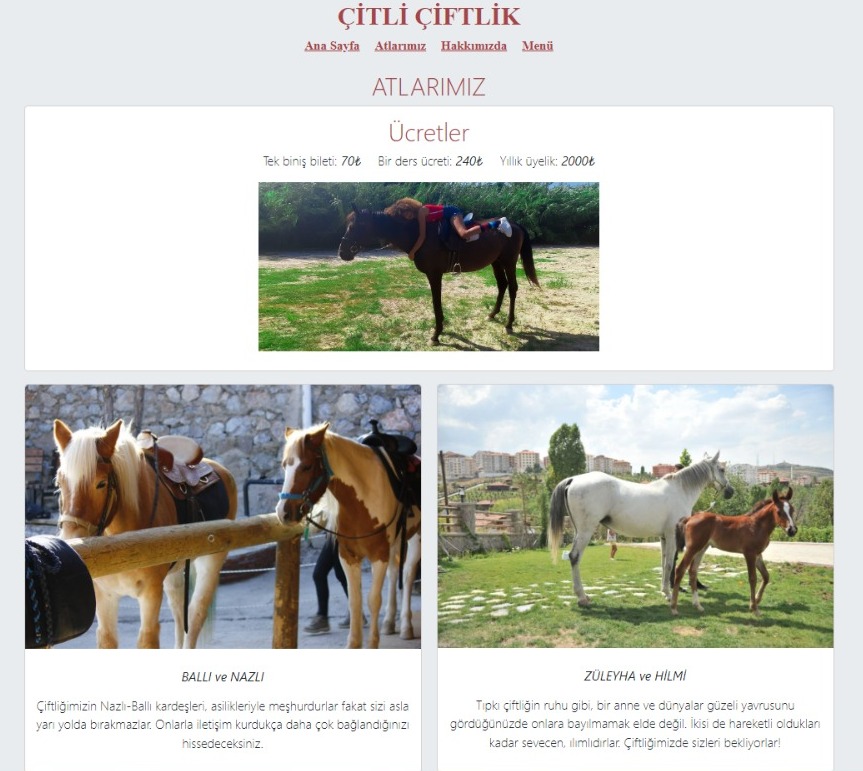 ÇİTLİ ÇİFTLİK
Ana Sayfa Atlarımız Hakkımızda Menü
ATLARIMIZ
Ücretler
Tek biniş bileti: 70₺ Bir ders ücreti: 240₺ Yıllık üyelik: 2000₺
BALLI ve NAZLI
Çiftliğimizin Nazlı-Ballı kardeşleri, asilikleriyle meşhurdurlar fakat sizi asla
yarı yolda bırakmazlar. Onlarla iletişim kurdukça daha çok bağlandığınızı
hissedeceksiniz.
ZÜLEYHA ve HİLMİ
Tıpkı çiftliğin ruhu gibi, bir anne ve dünyalar güzeli yavrusunu
gördüğünüzde onlara bayılmamak elde değil. İkisi de hareketli oldukları
kadar sevecen, ılımlıdırlar. Çiftliğimizde sizleri bekliyorlar!